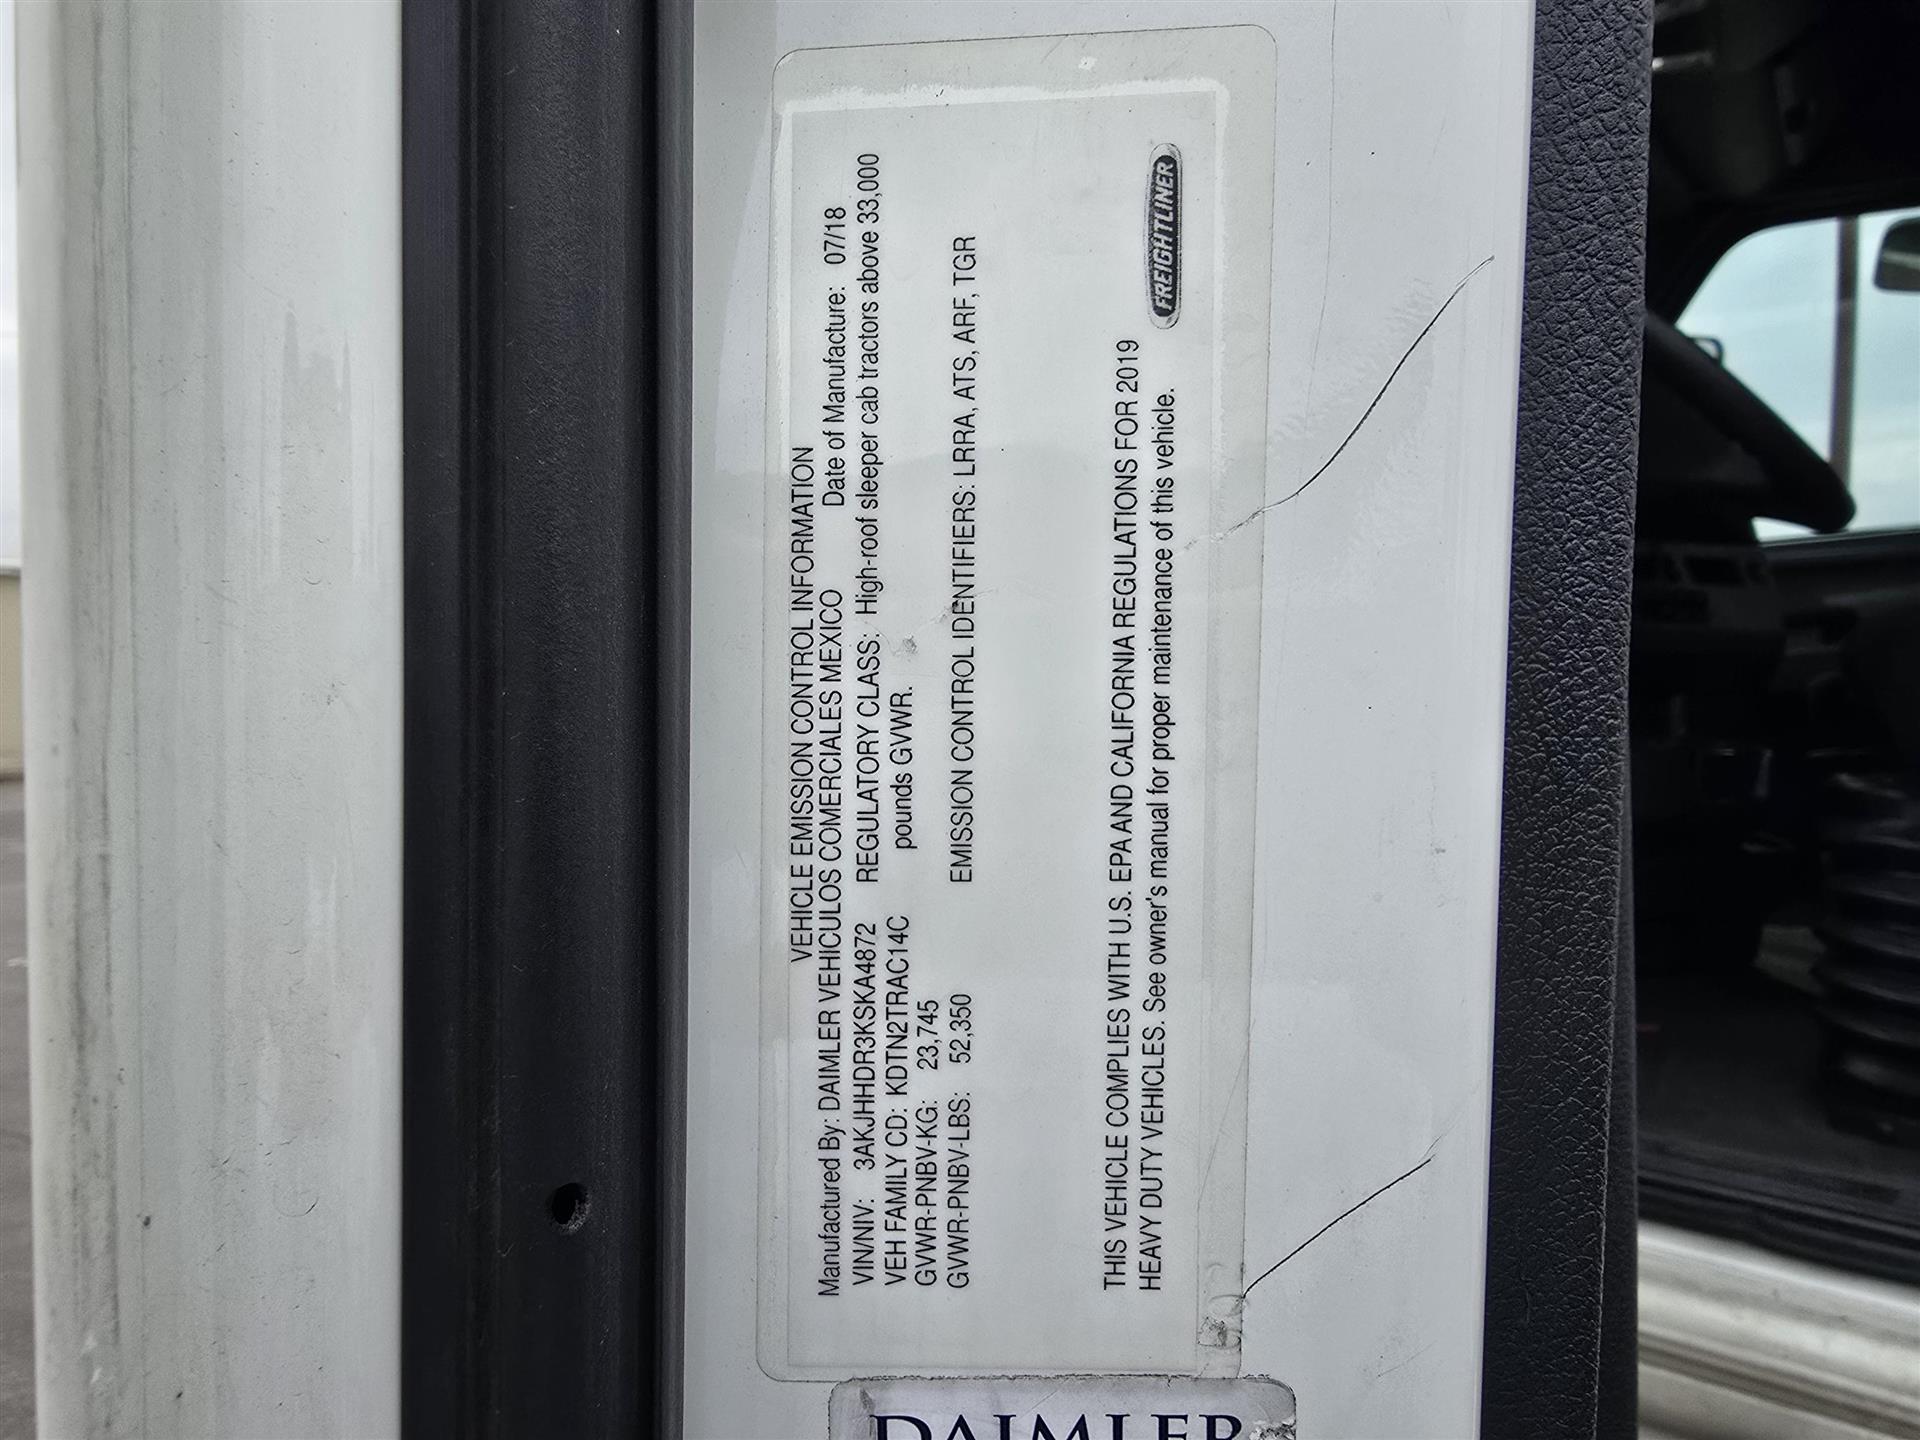 VEHICLE EMISSION CONTROL INFORMATION
Manufactured By: DAIMLER VEHICULOS COMERCIALES MEXICO Date of Manufacture: 07/18
VIN/NIV: 3AKJHHDR3KSKA4872 REGULATORY CLASS: High-roof sleeper cab tractors above 33,000
VEH FAMILY CD: KDTN2TRAC14C pounds GVWR.
GVWR-PNBV-KG: 23,745
GVWR-PNBV-LBS: 52,350 EMISSION CONTROL IDENTIFIERS: LRRA, ATS, ARF, TGR
THIS VEHICLE COMPLIES WITH U.S. EPA AND CALIFORNIA REGULATIONS FOR 2019
HEAVY DUTY VEHICLES. See owner's manual for proper maintenance of this vehicle.
FREIGHTLINER
DAIMLER